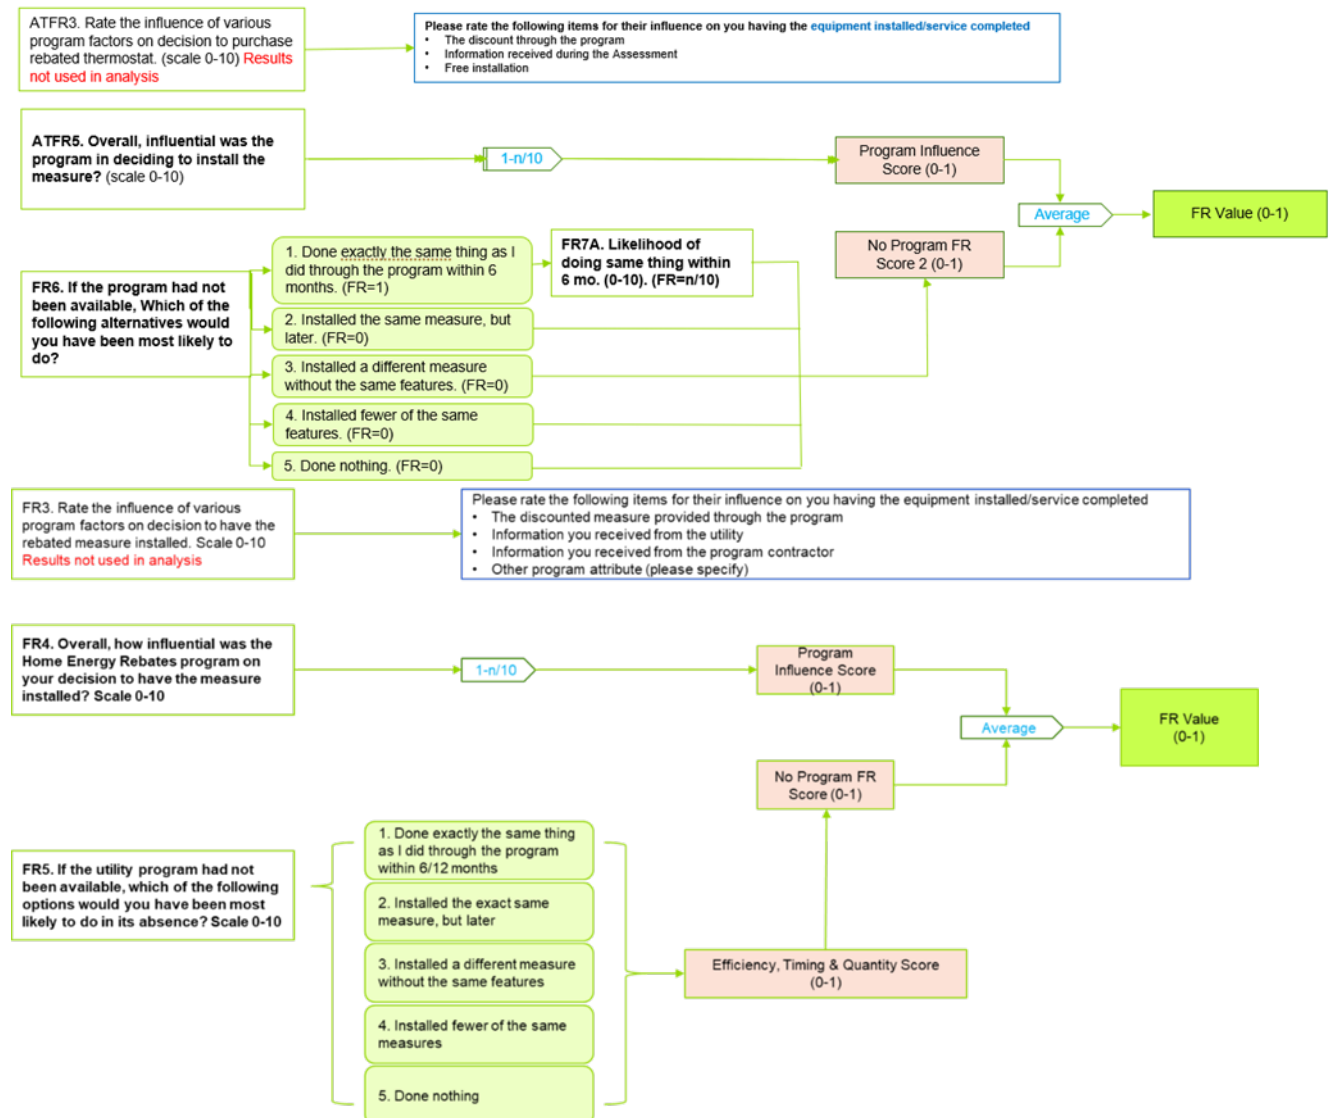 ATFR3. Rate the influence of various
program factors on decision to purchase
rebated thermostat. (scale 0-10) Results
not used in analysis
Please rate the following items for their influence on you having the equipment installed/service completed
• The discount through the program
• Information received during the Assessment
• Free installation
ATFR5. Overall, influential was the
program in deciding to install the
measure? (scale 0-10)
1-n/10
Program Influence
Score (0-1)
Average
FR Value (0-1)
No Program FR
Score 2 (0-1)
FR6. If the program had not
been available, Which of the
following alternatives would
you have been most likely to
do?
1. Done exactly the same thing as I
did through the program within 6
months. (FR=1)
FR7A. Likelihood of
doing same thing within
6 mo. (0-10). (FR=n/10)
2. Installed the same measure, but
later. (FR=0)
3. Installed a different measure
without the same features. (FR=0)
4. Installed fewer of the same
features. (FR=0)
5. Done nothing. (FR=0)
FR3. Rate the influence of various
program factors on decision to have the
rebated measure installed. Scale 0-10
Results not used in analysis
Please rate the following items for their influence on you having the equipment installed/service completed
• The discounted measure provided through the program
• Information you received from the utility
• Information you received from the program contractor
• Other program attribute (please specify)
FR4. Overall, how influential was the
Home Energy Rebates program on
your decision to have the measure
installed? Scale 0-10
1-n/10
Program
Influence Score
(0-1)
Average
FR Value
(0-1)
No Program FR
Score (0-1)
FR5. If the utility program had not
been available, which of the following
options would you have been most
likely to do in its absence? Scale 0-10
1. Done exactly the same thing
as I did through the program
within 6/12 months
2. Installed the exact same
measure, but later
3. Installed a different measure
without the same features
4. Installed fewer of the same
measures
5. Done nothing
Efficiency, Timing & Quantity Score
(0-1)